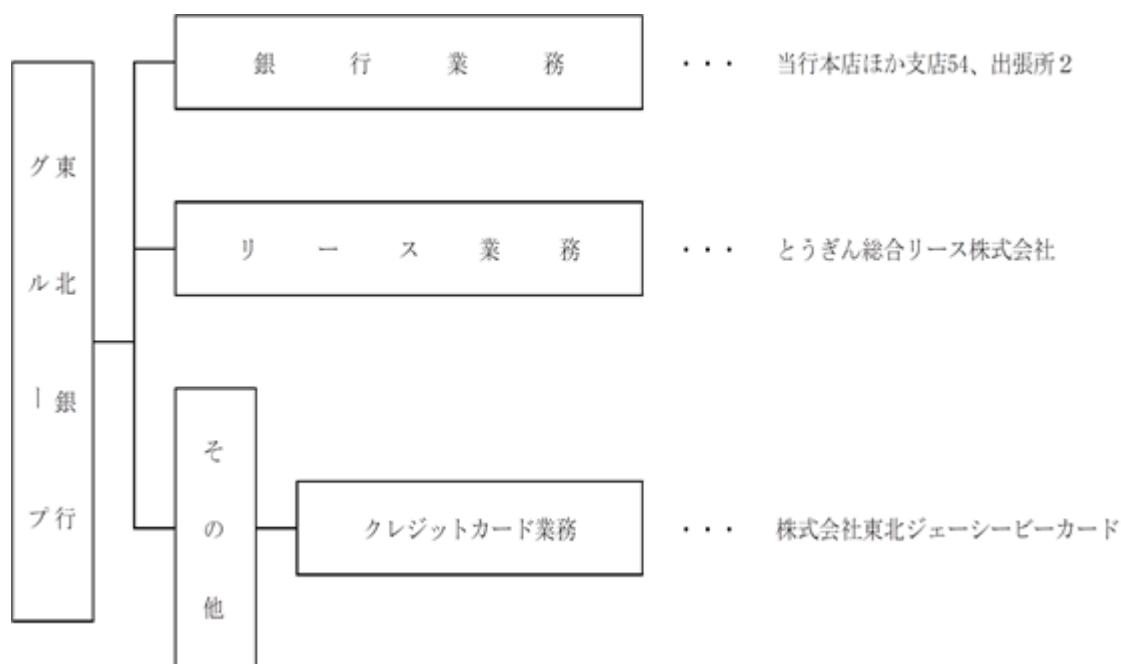 東北銀行
グループ
銀行業務 ・・・ 当行本店ほか支店54、出張所２
リース業務 ・・・ とうぎん総合リース株式会社
その他
クレジットカード業務 ・・・ 株式会社東北ジェーシービーカード